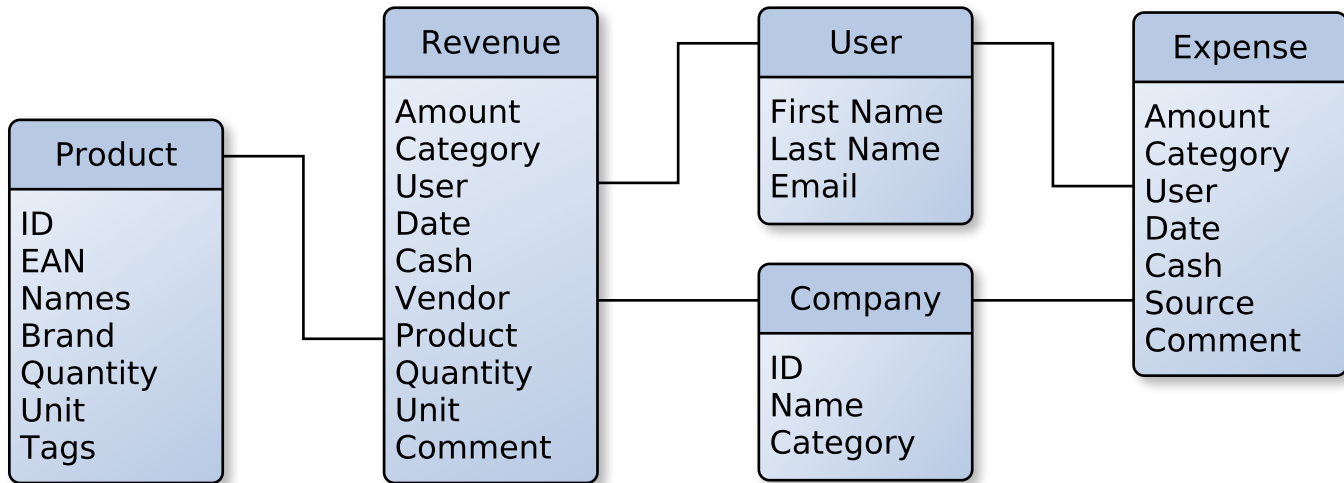 Product
ID
EAN
Names
Brand
Quantity
Unit
Tags
Revenue
Amount
Category
User
Date
Cash
Vendor
Product
Quantity
Unit
Comment
User
First Name
Last Name
Email
Company
ID
Name
Category
Expense
Amount
Category
User
Date
Cash
Source
Comment